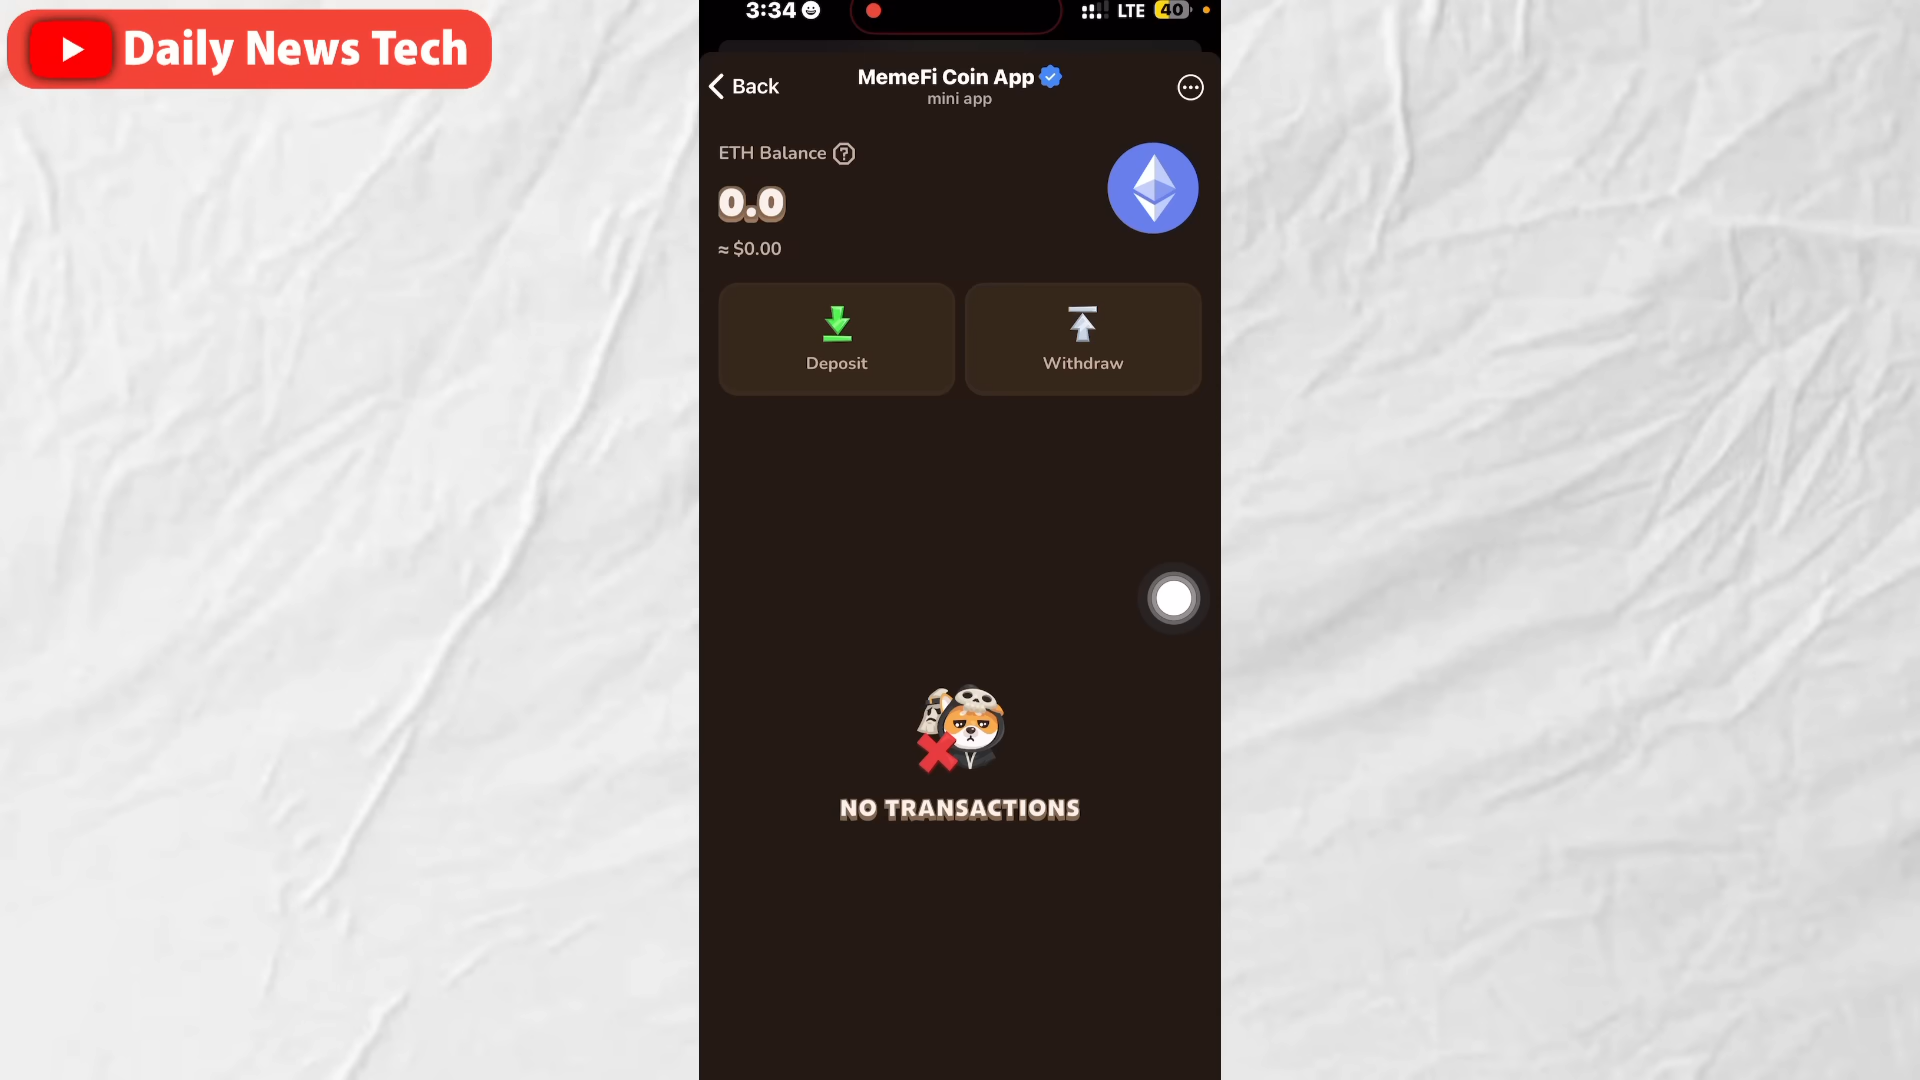 Daily News Tech
3:34
LTE
40
Back
MemeFi Coin App
mini app
ETH Balance
0.0
≈ $0.00
Deposit
Withdraw
NO TRANSACTIONS